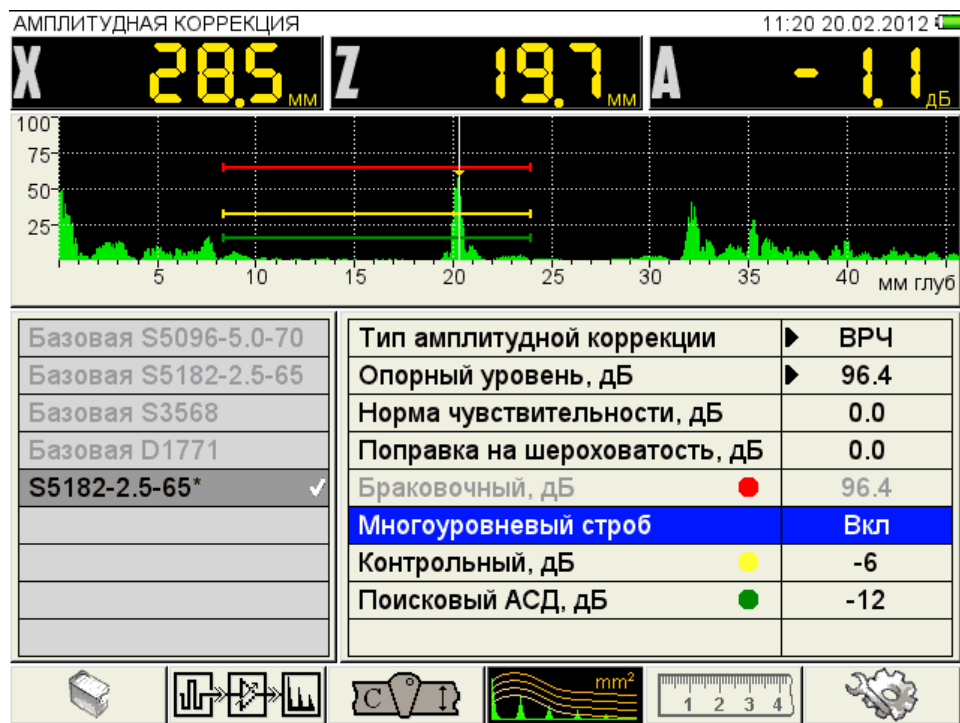 АМПЛИТУДНАЯ КОРРЕКЦИЯ 11:20 20.02.2012
X 28.5 мм Z 19.7 мм A -1.1 дБ
100
75
50
25
5 10 15 20 25 30 35 40 мм глуб
Базовая S5096-5.0-70
Базовая S5182-2.5-65
Базовая S3568
Базовая D1771
S5182-2.5-65*
Тип амплитудной коррекции ВРЧ
Опорный уровень, дБ 96.4
Норма чувствительности, дБ 0.0
Поправка на шероховатость, дБ 0.0
Браковочный, дБ 96.4
Многоуровневый строб Вкл
Контрольный, дБ -6
Поисковый АСД, дБ -12
C mm² 1 2 3 4